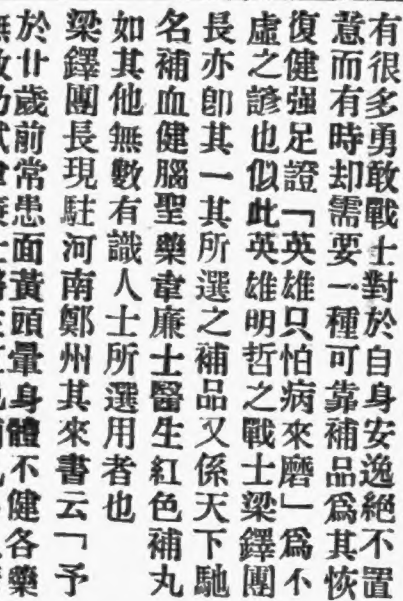 有很多勇敢戰士對於自身安逸絕不置
意而有時却需要一種可靠補品爲其恢
復健强足證「英雄只怕病來磨」爲不
虛之諺也似此英雄明哲之戰士梁鐸團
長亦卽其一其所選之補品又係天下馳
名補血健腦聖藥韋廉士醫生紅色補丸
如其他無數有識人士所選用者也
梁鐸團長現駐河南鄭州其來書云「予
於廿歲前常患面黃頭暈身體不健各藥